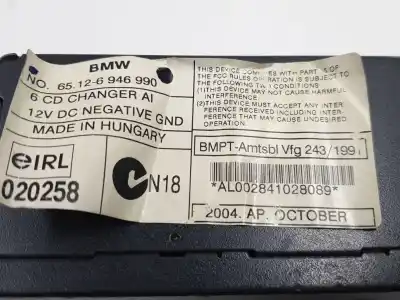 BMW
NO. 65.12-6 946 990
6 CD CHANGER AI
12V DC NEGATIVE GND
MADE IN HUNGARY
eIRL
020258
N18
THIS DEVICE COMPLIES WITH PART 15 OF
THE FCC RULES OPERATION IS SUBJECT TO
THE FOLLOWING TWO CONDITIONS
(1)THIS DEVICE MAY NOT CAUSE HARMFUL
INTERFERENCE
(2)THIS DEVICE MUST ACCEPT ANY INTER-
FERENCE RECEIVED INCLUDING INTER-
FERENCE THAT MAY CAUSE UNDESIRED
OPERATION.
BMPT-Amtsbl Vfg 243/199
*AL002841028089*
2004. AP. OCTOBER